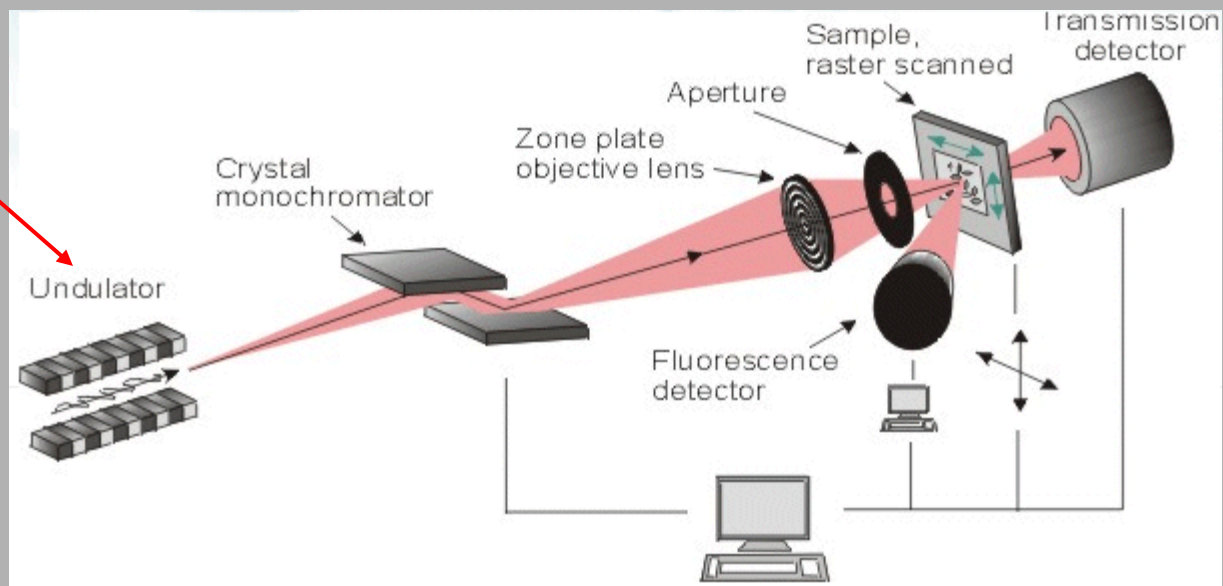 Transmission
detector
Sample,
raster scanned
Aperture
Zone plate
objective lens
Crystal
monochromator
Undulator
Fluorescence
detector